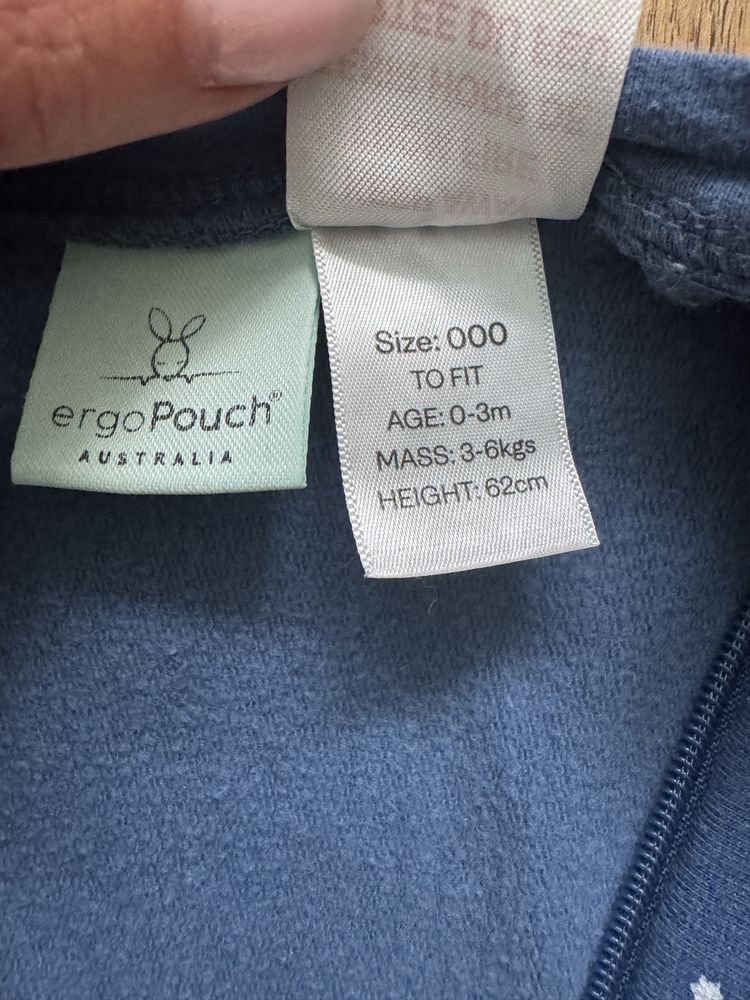 ergoPouch®
AUSTRALIA
Size: 000
TO FIT
AGE: 0-3m
MASS: 3-6kgs
HEIGHT: 62cm